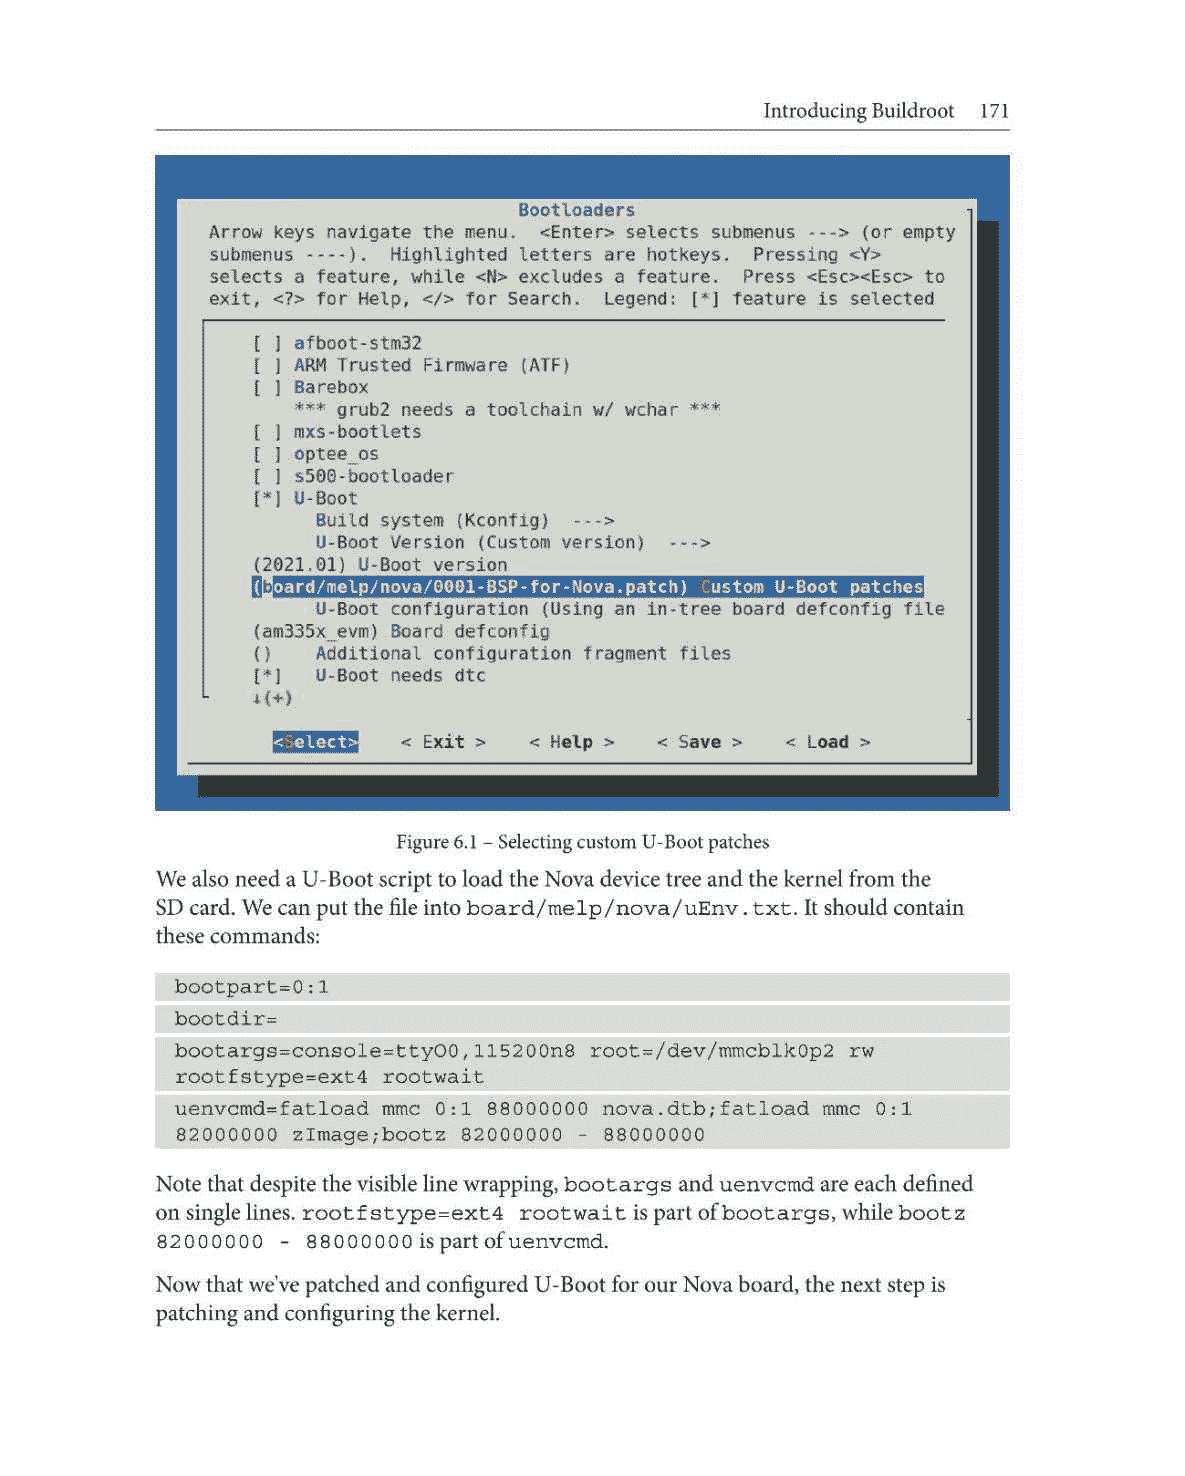 Introducing Buildroot 171
Bootloaders
Arrow keys navigate the menu. <Enter> selects submenus ---> (or empty
submenus ----). Highlighted letters are hotkeys. Pressing <Y>
selects a feature, while <N> excludes a feature. Press <Esc><Esc> to
exit, <?> for Help, </> for Search. Legend: [*] feature is selected
[ ] afboot-stm32
[ ] ARM Trusted Firmware (ATF)
[ ] Barebox
*** grub2 needs a toolchain w/ wchar ***
[ ] mxs-bootlets
[ ] optee_os
[ ] s500-bootloader
[*] U-Boot
Build system (Kconfig) --->
U-Boot Version (Custom version) --->
(2021.01) U-Boot version
(board/melp/nova/0001-BSP-for-Nova.patch) Custom U-Boot patches
U-Boot configuration (Using an in-tree board defconfig file
(am335x_evm) Board defconfig
() Additional configuration fragment files
[*] U-Boot needs dtc
↓(+)
<Select> < Exit > < Help > < Save > < Load >
Figure 6.1 – Selecting custom U-Boot patches
We also need a U-Boot script to load the Nova device tree and the kernel from the
SD card. We can put the file into board/melp/nova/uEnv.txt. It should contain
these commands:
bootpart=0:1
bootdir=
bootargs=console=ttyO0,115200n8 root=/dev/mmcblk0p2 rw
rootfstype=ext4 rootwait
uenvcmd=fatload mmc 0:1 88000000 nova.dtb;fatload mmc 0:1
82000000 zImage;bootz 82000000 - 88000000
Note that despite the visible line wrapping, bootargs and uenvcmd are each defined
on single lines. rootfstype=ext4 rootwait is part of bootargs, while bootz
82000000 - 88000000 is part of uenvcmd.
Now that we've patched and configured U-Boot for our Nova board, the next step is
patching and configuring the kernel.